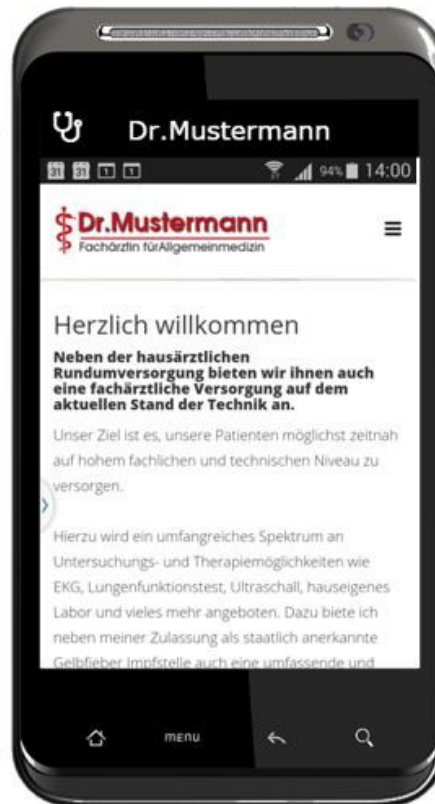 Dr.Mustermann
31 31 1 1 94% 14:00
Dr.Mustermann
Fachärztin fürAllgemeinmedizin
Herzlich willkommen
Neben der hausärztlichen
Rundumversorgung bieten wir ihnen auch
eine fachärztliche Versorgung auf dem
aktuellen Stand der Technik an.
Unser Ziel ist es, unsere Patienten möglichst zeitnah
auf hohem fachlichen und technischen Niveau zu
versorgen.
Hierzu wird ein umfangreiches Spektrum an
Untersuchungs- und Therapiemöglichkeiten wie
EKG, Lungenfunktionstest, Ultraschall, hauseigenes
Labor und vieles mehr angeboten. Dazu biete ich
neben meiner Zulassung als staatlich anerkannte
Gelbfieber Impfstelle auch eine umfassende und
menu